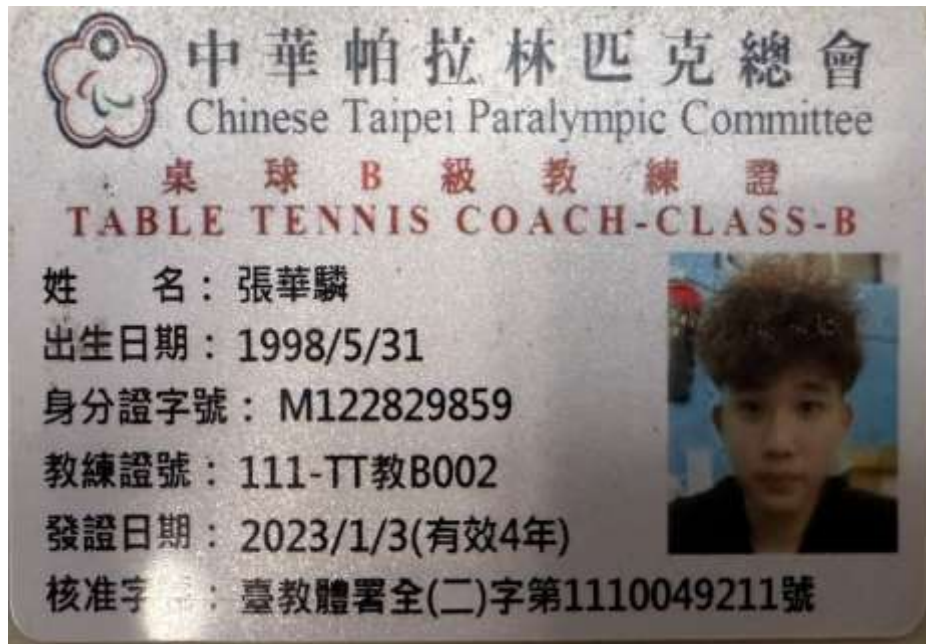 中華帕拉林匹克總會
Chinese Taipei Paralympic Committee
桌球B級教練證
TABLE TENNIS COACH-CLASS-B
姓 名：張華驎
出生日期：1998/5/31
身分證字號：M122829859
教練證號：111-TT教B002
發證日期：2023/1/3(有效4年)
核准字：臺教體署全(二)字第1110049211號